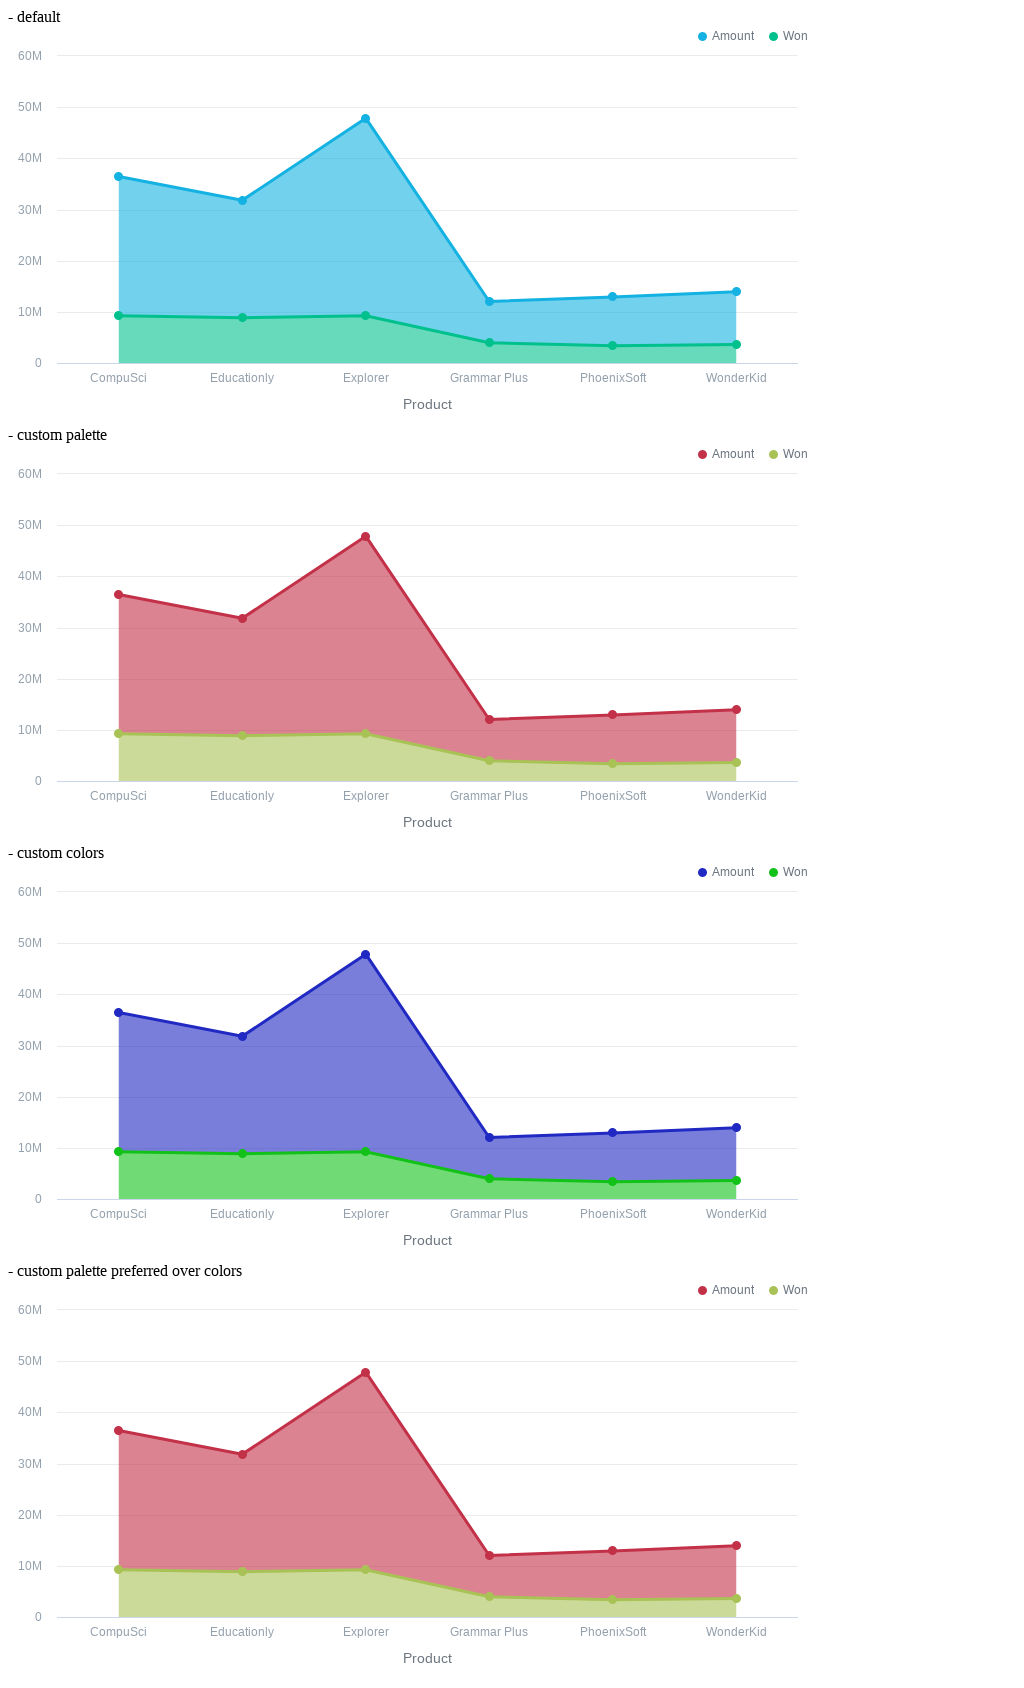 - default
Amount Won
60M
50M
40M
30M
20M
10M
0
CompuSci Educationly Explorer Grammar Plus PhoenixSoft WonderKid
Product
- custom palette
Amount Won
60M
50M
40M
30M
20M
10M
0
CompuSci Educationly Explorer Grammar Plus PhoenixSoft WonderKid
Product
- custom colors
Amount Won
60M
50M
40M
30M
20M
10M
0
CompuSci Educationly Explorer Grammar Plus PhoenixSoft WonderKid
Product
- custom palette preferred over colors
Amount Won
60M
50M
40M
30M
20M
10M
0
CompuSci Educationly Explorer Grammar Plus PhoenixSoft WonderKid
Product